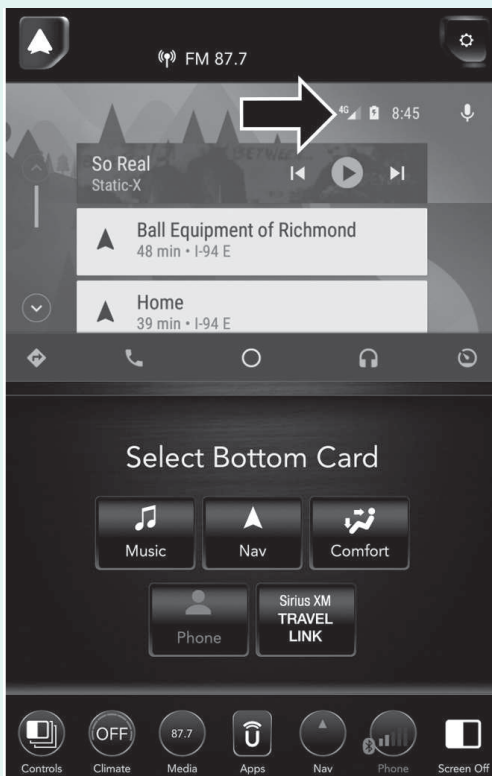 FM 87.7
4G 8:45
So Real
Static-X
Ball Equipment of Richmond
48 min • I-94 E
Home
39 min • I-94 E
Select Bottom Card
Music Nav Comfort
Phone
Sirius XM
TRAVEL
LINK
OFF 87.7
Controls Climate Media Apps Nav Phone Screen Off